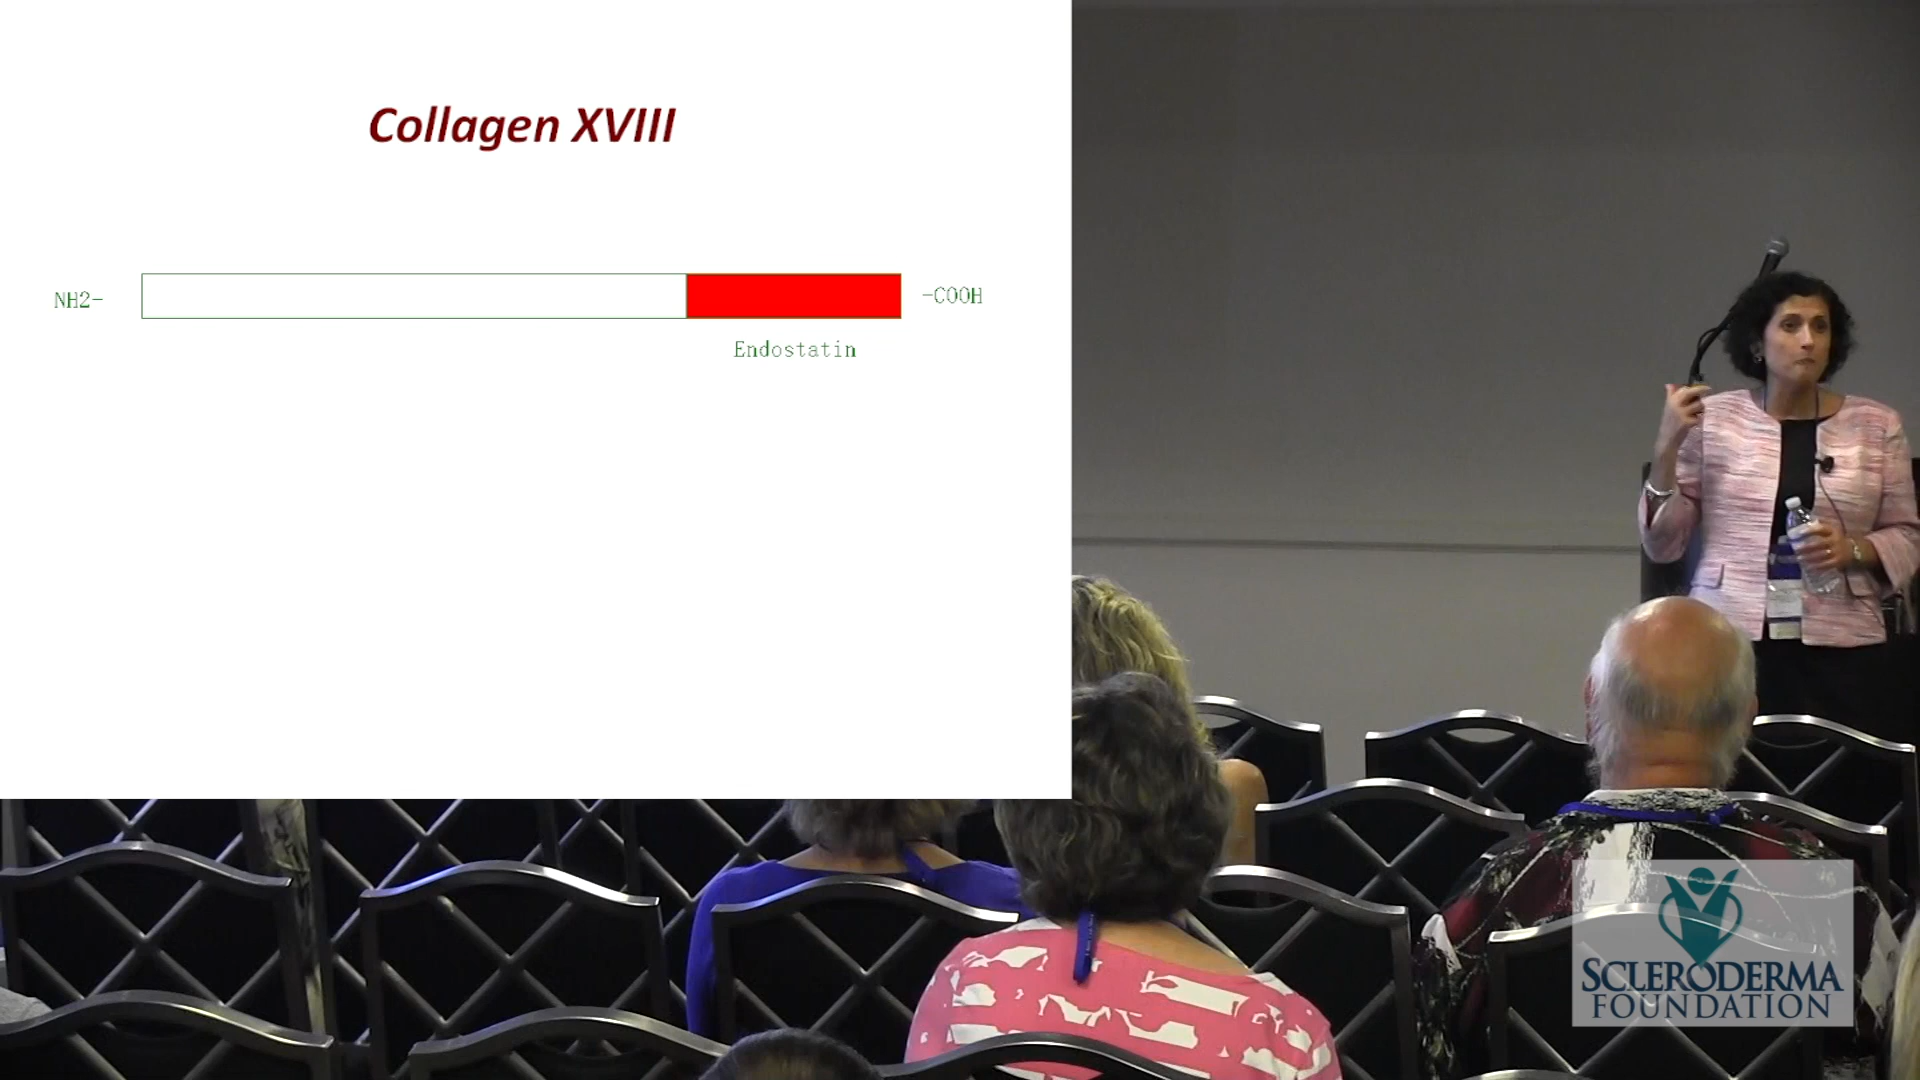 Collagen XVIII
NH2-
-COOH
Endostatin
SCLERODERMA
FOUNDATION